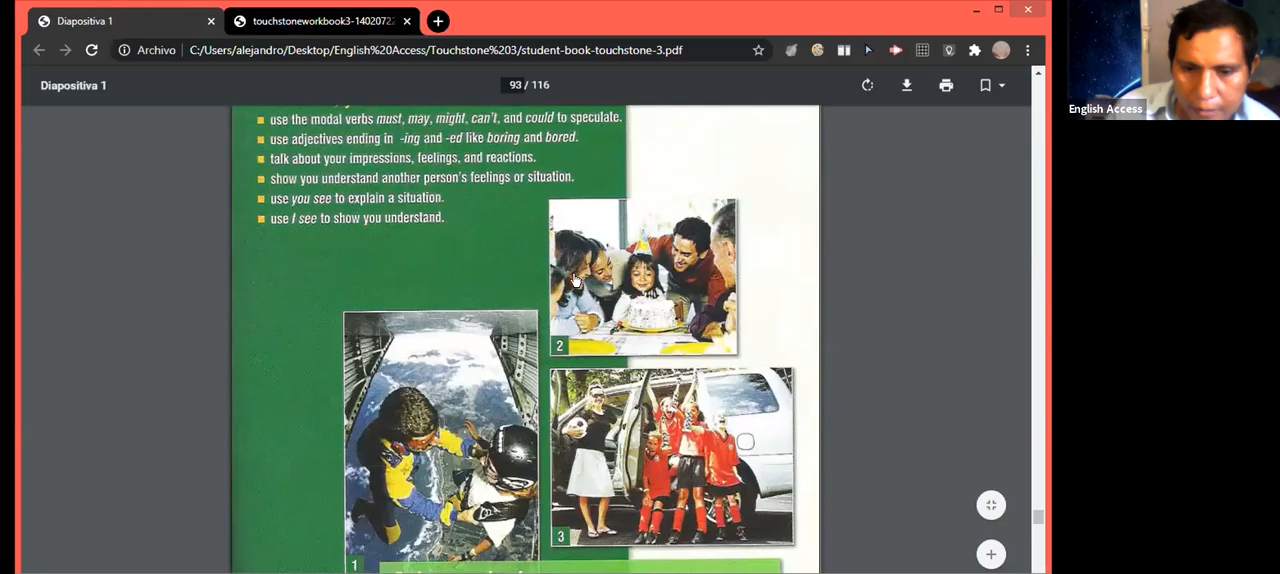 Diapositiva 1
touchstoneworkbook3-14020722
English Access
Archivo
C:/Users/alejandro/Desktop/English%20Access/Touchstone%203/student-book-touchstone-3.pdf
Diapositiva 1
93 / 116
use the modal verbs must, may, might, can't, and could to speculate.
use adjectives ending in -ing and -ed like boring and bored.
talk about your impressions, feelings, and reactions.
show you understand another person's feelings or situation.
use you see to explain a situation.
use I see to show you understand.
2
3
1